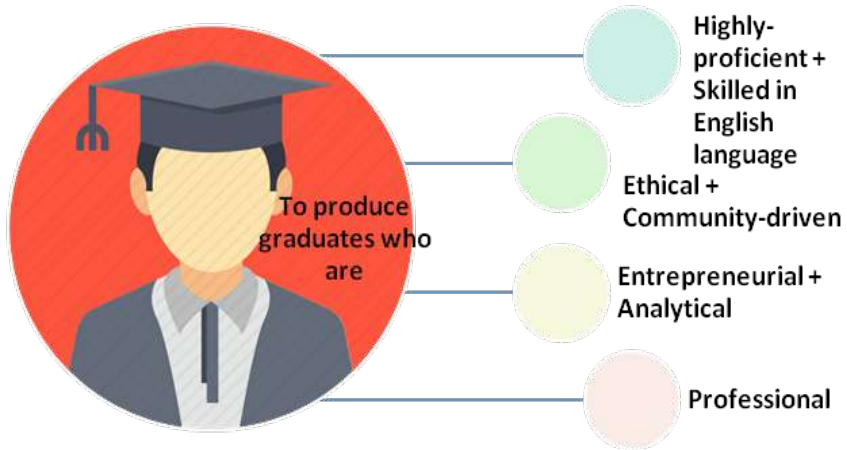 To produce
graduates who
are
Highly-
proficient +
Skilled in
English
language
Ethical +
Community-driven
Entrepreneurial +
Analytical
Professional